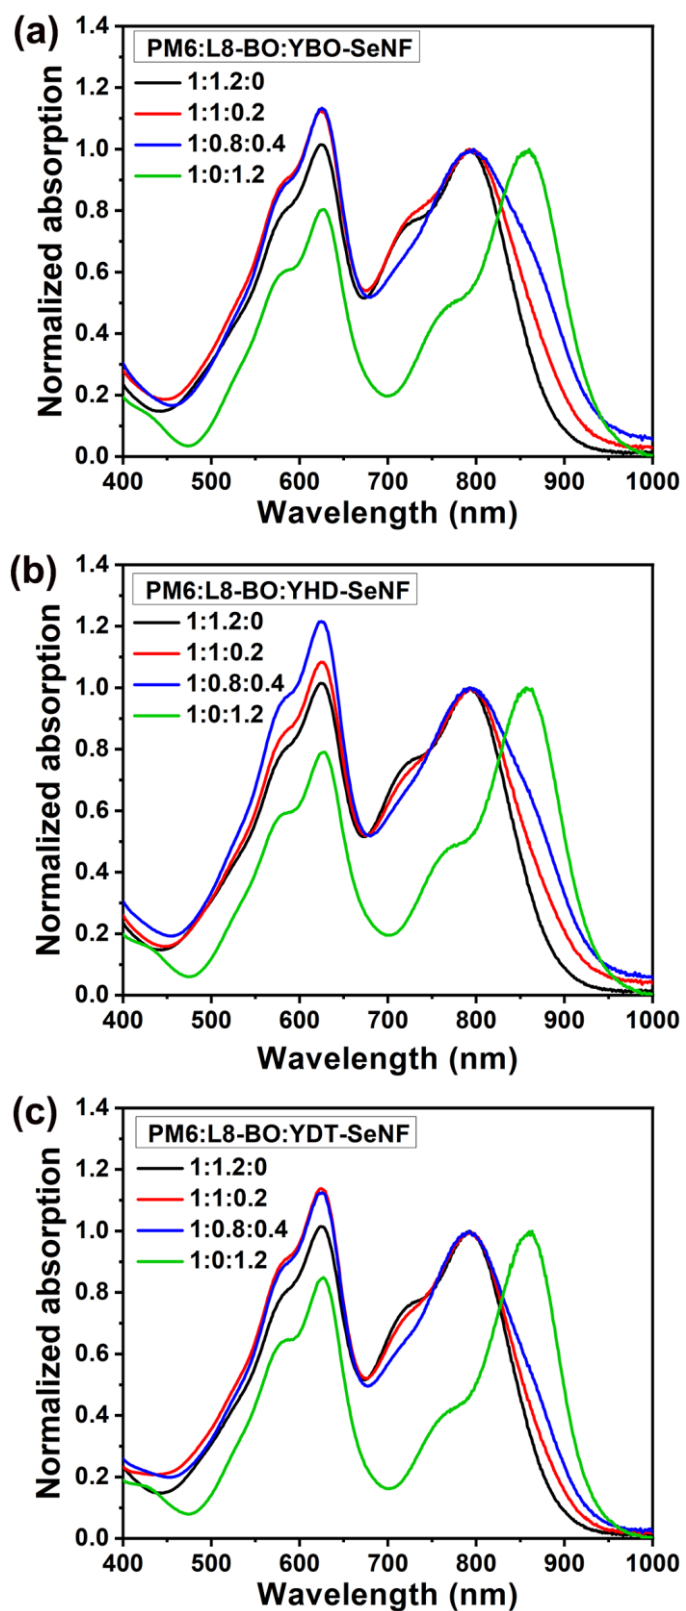 (a)
PM6:L8-BO:YBO-SeNF
1:1.2:0
1:1:0.2
1:0.8:0.4
1:0:1.2
Normalized absorption
1.4
1.2
1.0
0.8
0.6
0.4
0.2
0.0
400 500 600 700 800 900 1000
Wavelength (nm)
(b)
PM6:L8-BO:YHD-SeNF
1:1.2:0
1:1:0.2
1:0.8:0.4
1:0:1.2
Normalized absorption
1.4
1.2
1.0
0.8
0.6
0.4
0.2
0.0
400 500 600 700 800 900 1000
Wavelength (nm)
(c)
PM6:L8-BO:YDT-SeNF
1:1.2:0
1:1:0.2
1:0.8:0.4
1:0:1.2
Normalized absorption
1.4
1.2
1.0
0.8
0.6
0.4
0.2
0.0
400 500 600 700 800 900 1000
Wavelength (nm)